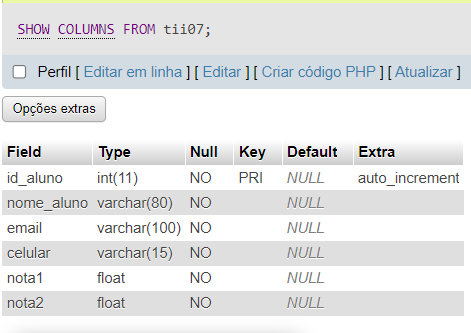 SHOW COLUMNS FROM tii07;
Perfil [ Editar em linha ] [ Editar ] [ Criar código PHP ] [ Atualizar ]
Opções extras
Field Type Null Key Default Extra
id_aluno int(11) NO PRI NULL auto_increment
nome_aluno varchar(80) NO NULL
email varchar(100) NO NULL
celular varchar(15) NO NULL
nota1 float NO NULL
nota2 float NO NULL